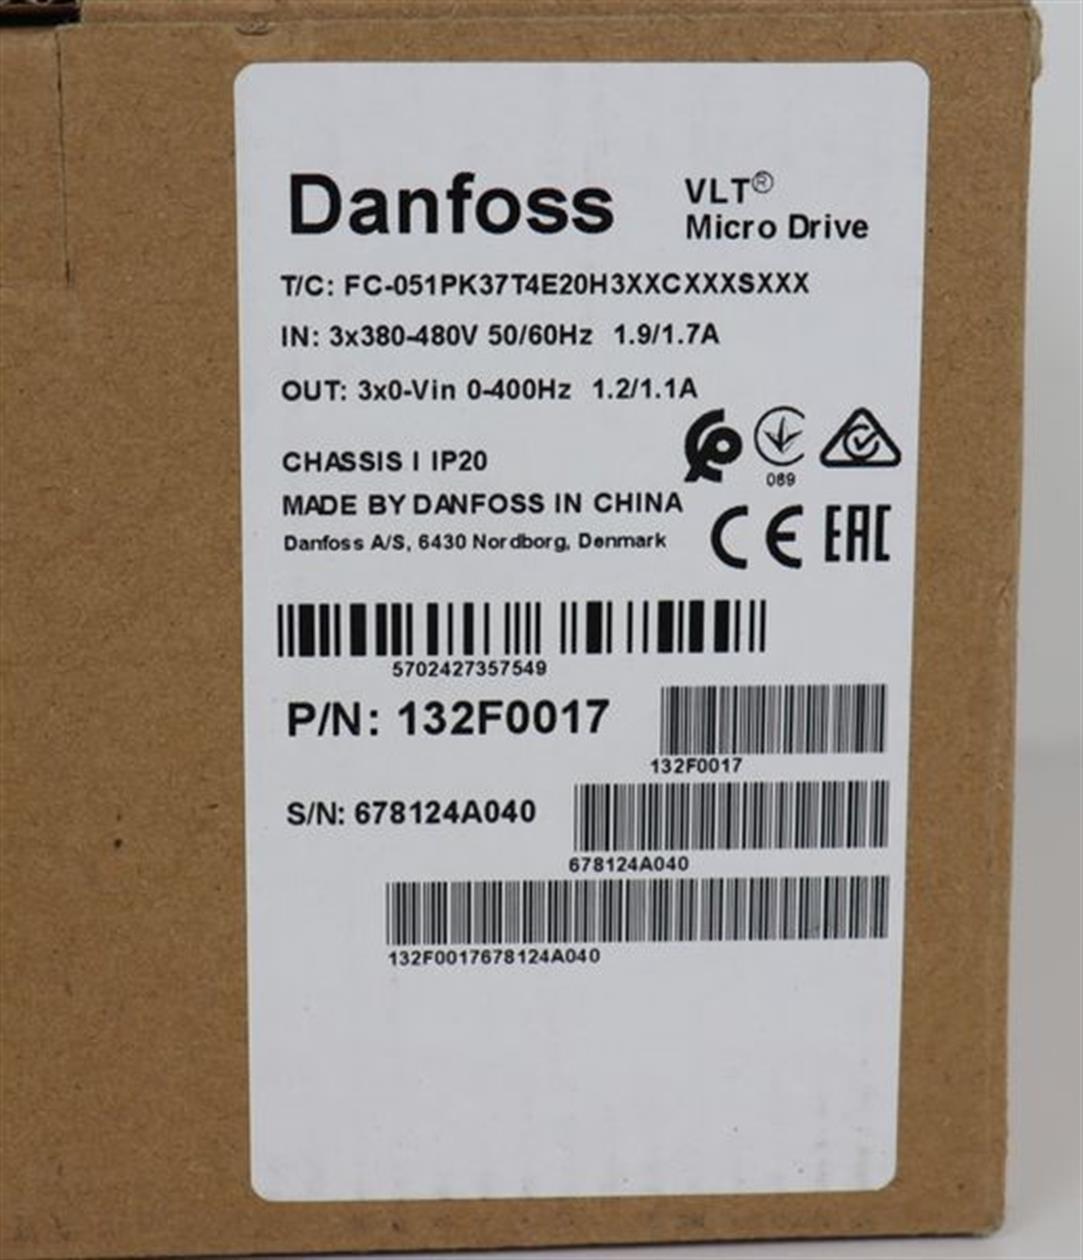 Danfoss
VLT®
Micro Drive
T/C: FC-051PK37T4E20H3XXCXXXSXXX
IN: 3x380-480V 50/60Hz 1.9/1.7A
OUT: 3x0-Vin 0-400Hz 1.2/1.1A
CHASSIS I IP20
089
MADE BY DANFOSS IN CHINA
Danfoss A/S, 6430 Nordborg, Denmark
CE EAC
5702427357549
P/N: 132F0017
132F0017
S/N: 678124A040
678124A040
132F0017678124A040